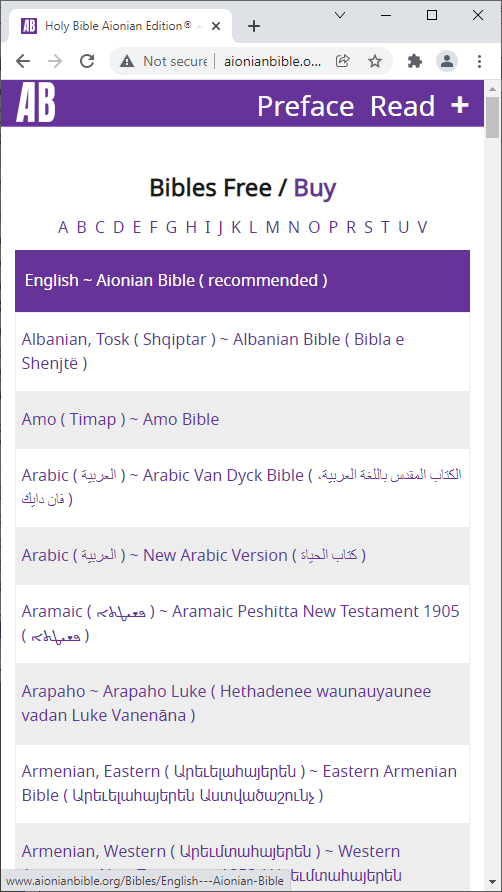 Holy Bible Aionian Edition® ~
Not secure
aionianbible.o...
AB
Preface Read +
Bibles Free / Buy
A B C D E F G H I J K L M N O P R S T U V
English ~ Aionian Bible ( recommended )
Albanian, Tosk ( Shqiptar ) ~ Albanian Bible ( Bibla e
Shenjtë )
Amo ( Timap ) ~ Amo Bible
Arabic ( العربية ) ~ Arabic Van Dyck Bible ( الكتاب المقدس باللغة العربية،
فان دايك )
Arabic ( العربية ) ~ New Arabic Version ( كتاب الحياة )
Aramaic ( ܦܫܝܛܬܐ ) ~ Aramaic Peshitta New Testament 1905
( ܦܫܝܛܬܐ )
Arapaho ~ Arapaho Luke ( Hethadenee waunauyaunee
vadan Luke Vanenāna )
Armenian, Eastern ( Արեւելահայերեն ) ~ Eastern Armenian
Bible ( Արեւելահայերեն Աստվածաշունչ )
Armenian, Western ( Արեւմտահայերեն ) ~ Western
www.aionianbible.org/Bibles/English---Aionian-Bible